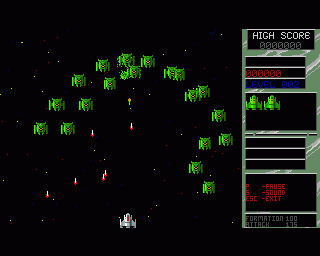 HIGH SCORE
0000000
000000
P -PAUSE
S -SOUND
ESC -EXIT
FORMATION 100
ATTACK 175